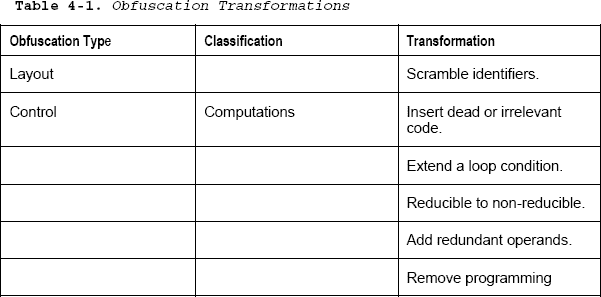 Table 4-1. Obfuscation Transformations
Obfuscation Type Classification Transformation
Layout Scramble identifiers.
Control Computations Insert dead or irrelevant
code.
Extend a loop condition.
Reducible to non-reducible.
Add redundant operands.
Remove programming